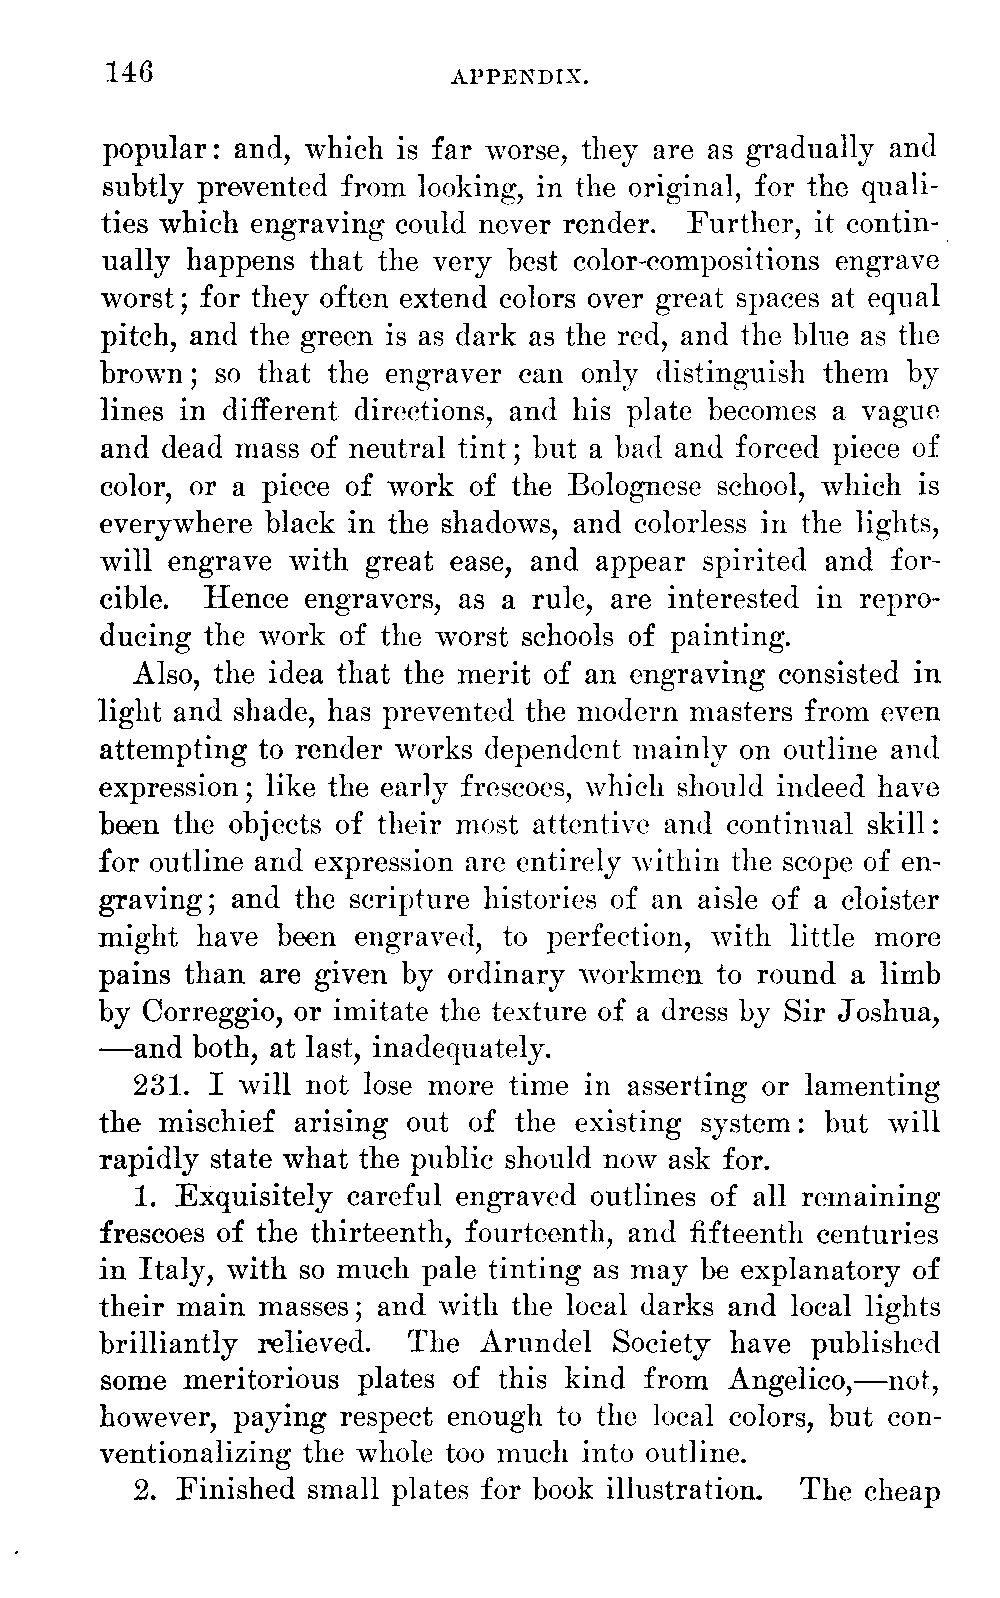 146 APPENDIX.
popular: and, which is far worse, they are as gradually and
subtly prevented from looking, in the original, for the quali-
ties which engraving could never render. Further, it contin-
ually happens that the very best color-compositions engrave
worst; for they often extend colors over great spaces at equal
pitch, and the green is as dark as the red, and the blue as the
brown; so that the engraver can only distinguish them by
lines in different directions, and his plate becomes a vague
and dead mass of neutral tint; but a bad and forced piece of
color, or a piece of work of the Bolognese school, which is
everywhere black in the shadows, and colorless in the lights,
will engrave with great ease, and appear spirited and for-
cible. Hence engravers, as a rule, are interested in repro-
ducing the work of the worst schools of painting.
Also, the idea that the merit of an engraving consisted in
light and shade, has prevented the modern masters from even
attempting to render works dependent mainly on outline and
expression; like the early frescoes, which should indeed have
been the objects of their most attentive and continual skill:
for outline and expression are entirely within the scope of en-
graving; and the scripture histories of an aisle of a cloister
might have been engraved, to perfection, with little more
pains than are given by ordinary workmen to round a limb
by Correggio, or imitate the texture of a dress by Sir Joshua,
—and both, at last, inadequately.
231. I will not lose more time in asserting or lamenting
the mischief arising out of the existing system: but will
rapidly state what the public should now ask for.
1. Exquisitely careful engraved outlines of all remaining
frescoes of the thirteenth, fourteenth, and fifteenth centuries
in Italy, with so much pale tinting as may be explanatory of
their main masses; and with the local darks and local lights
brilliantly relieved. The Arundel Society have published
some meritorious plates of this kind from Angelico,—not,
however, paying respect enough to the local colors, but con-
ventionalizing the whole too much into outline.
2. Finished small plates for book illustration. The cheap